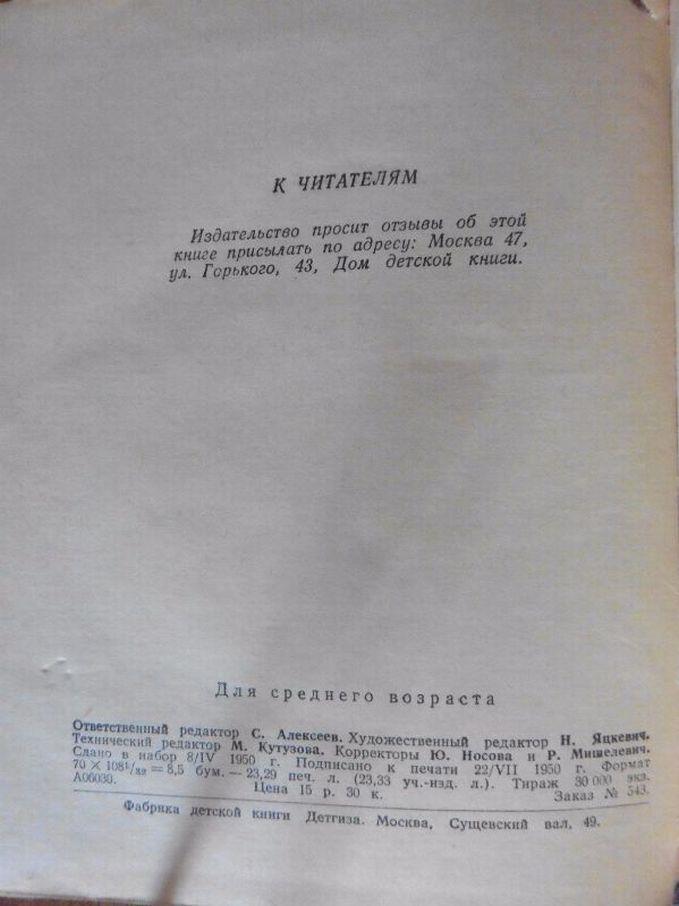 К ЧИТАТЕЛЯМ
Издательство просит отзывы об этой
книге присылать по адресу: Москва 47,
ул. Горького, 43, Дом детской книги.
Для среднего возраста
Ответственный редактор С. Алексеев. Художественный редактор Н. Яцкевич.
Технический редактор М. Кутузова. Корректоры Ю. Носова и Р. Мишелевич.
Сдано в набор 8/IV 1950 г. Подписано к печати 22/VII 1950 г. Формат
70 × 108¹/₃₂ = 8,5 бум. — 23,29 печ. л. (23,33 уч.-изд. л.). Тираж 30 000 экз.
А06030. Цена 15 р. 30 к. Заказ № 543.
Фабрика детской книги Детгиза. Москва, Сущевский вал, 49.